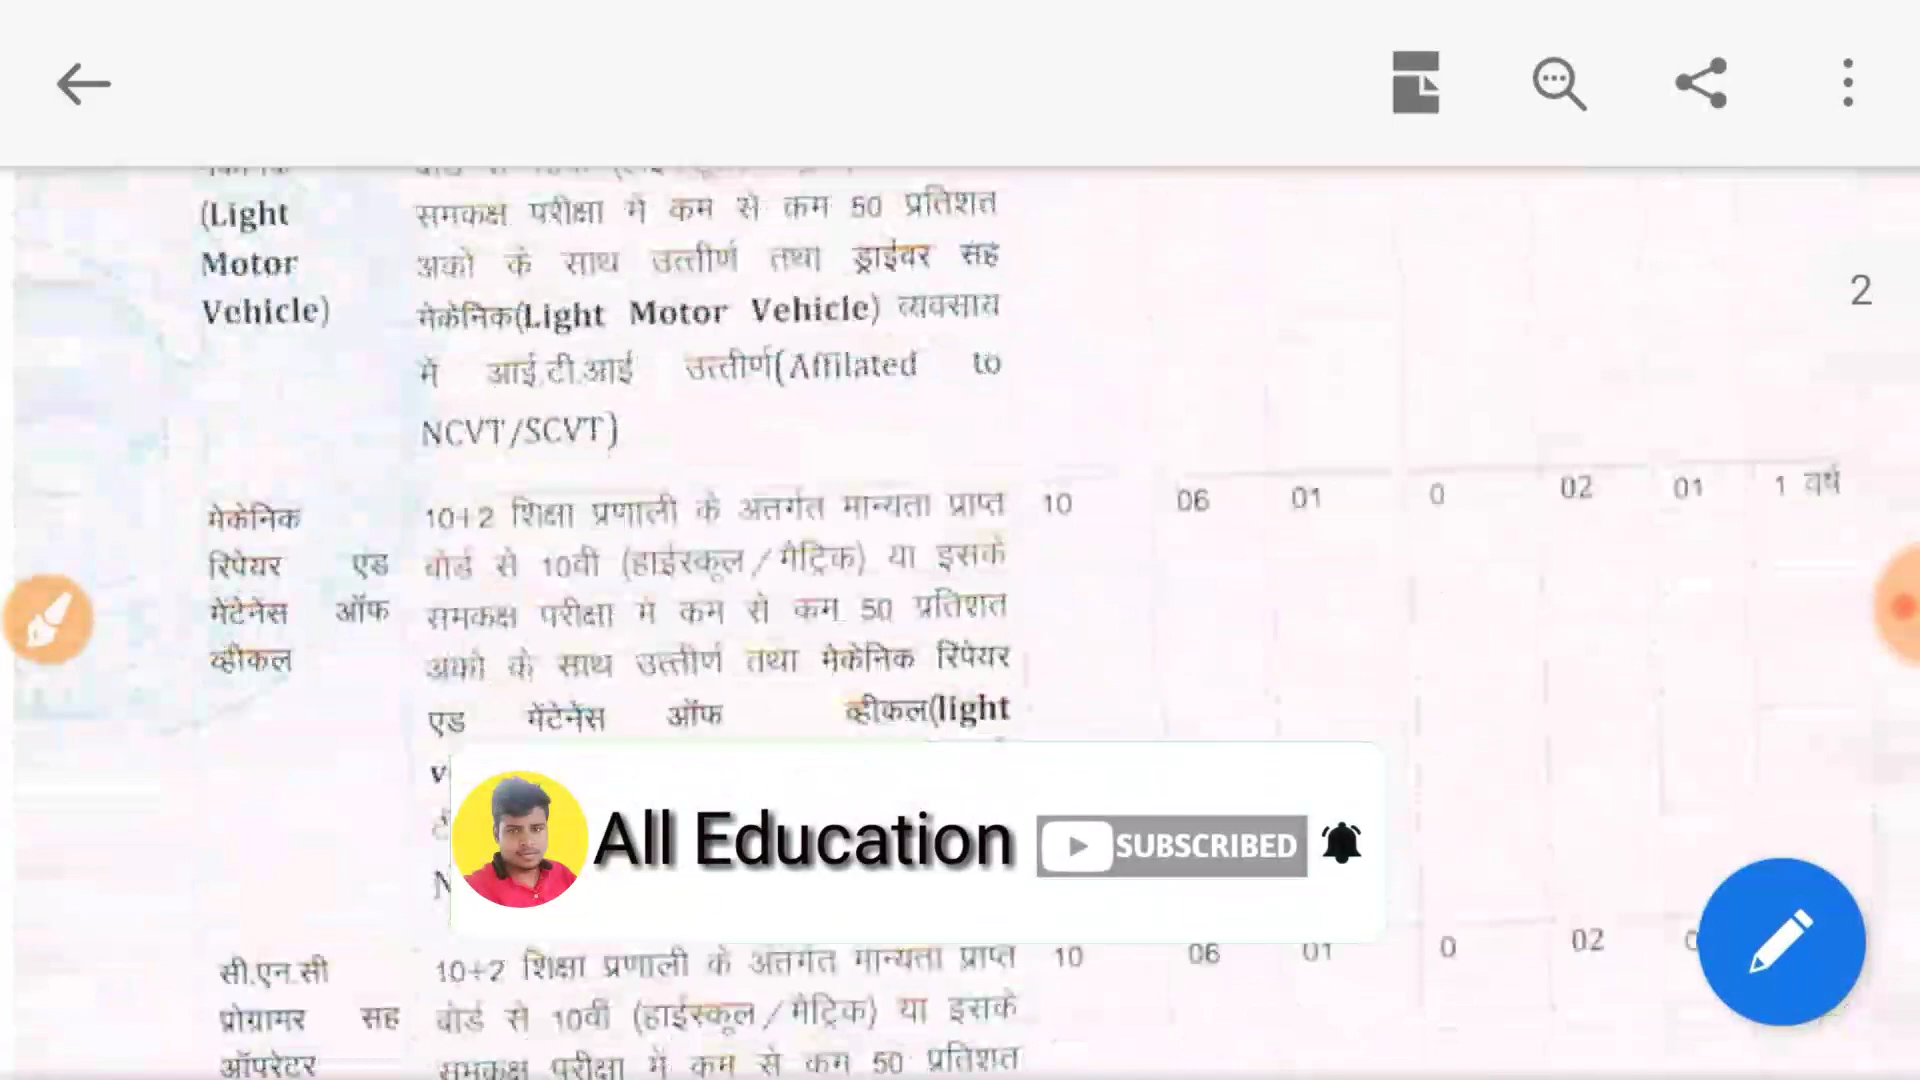 (Light
Motor
Vehicle)
समकक्ष परीक्षा मे कम से कम 50 प्रतिशत
अको के साथ उत्तीर्ण तथा ड्राईवर सह
मेकेनिक(Light Motor Vehicle) व्यवसाय
मे आई.टी.आई उत्तीर्ण(Affilated to
NCVT/SCVT)
2
मेकेनिक
रिपेयर एड
मेंटेनेंस ऑफ
व्हीकल
10+2 शिक्षा प्रणाली के अतर्गत मान्यता प्राप्त
बोर्ड से 10वी (हाईस्कूल/मैट्रिक) या इसके
समकक्ष परीक्षा मे कम से कम 50 प्रतिशत
अको के साथ उत्तीर्ण तथा मेकेनिक रिपेयर
एड मेंटेनेंस ऑफ व्हीकल(light
10 06 01 0 02 01 1 वर्ष
All Education
SUBSCRIBED
सी.एन.सी
प्रोग्रामर सह
ऑपरेटर
10+2 शिक्षा प्रणाली के अतर्गत मान्यता प्राप्त
बोर्ड से 10वी (हाईस्कूल/मैट्रिक) या इसके
समकक्ष परीक्षा मे कम से कम 50 प्रतिशत
10 06 01 0 02